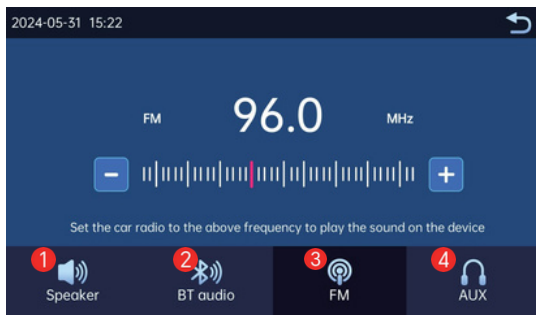 2024-05-31 15:22
FM 96.0 MHz
- +
Set the car radio to the above frequency to play the sound on the device
1 2 3 4
Speaker BT audio FM AUX